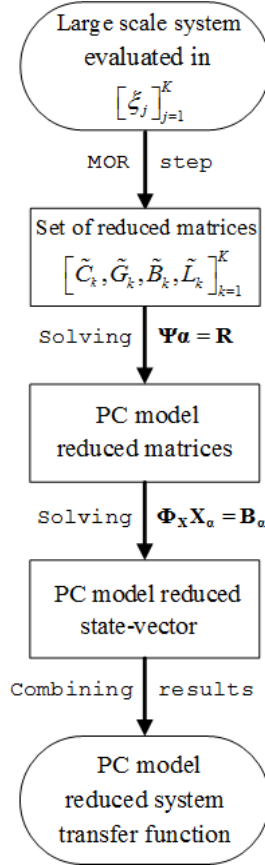 Large scale system
evaluated in
[ξ_j]_{j=1}^{K}
MOR step
Set of reduced matrices
[C̃_k, G̃_k, B̃_k, L̃_k]_{k=1}^{K}
Solving Ψα = R
PC model
reduced matrices
Solving Φ_X X_α = B_α
PC model reduced
state-vector
Combining results
PC model
reduced system
transfer function